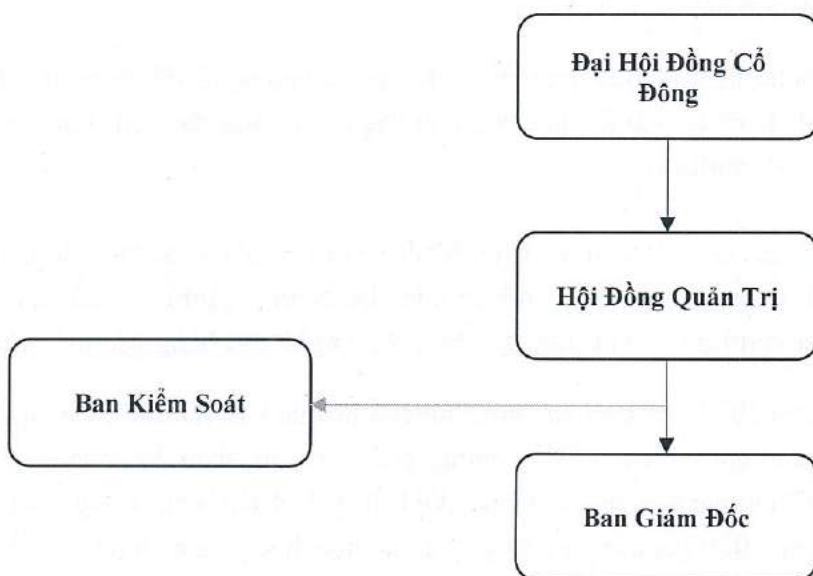 Đại Hội Đồng Cổ
Đông
Hội Đồng Quản Trị
Ban Kiểm Soát
Ban Giám Đốc